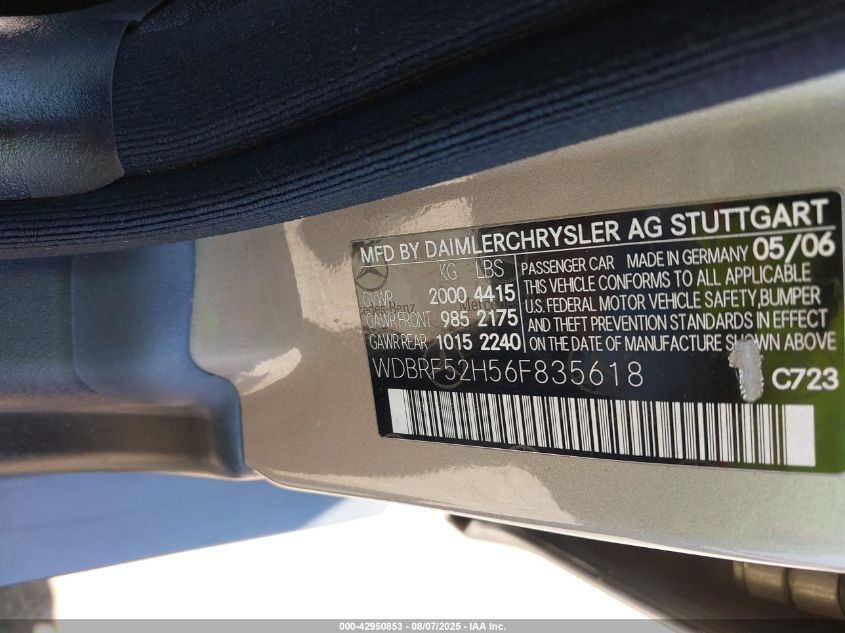 MFD BY DAIMLERCHRYSLER AG STUTTGART
KG LBS PASSENGER CAR MADE IN GERMANY 05/06
GVWR 2000 4415 THIS VEHICLE CONFORMS TO ALL APPLICABLE
GAWR FRONT 985 2175 U.S. FEDERAL MOTOR VEHICLE SAFETY, BUMPER
GAWR REAR 1015 2240 AND THEFT PREVENTION STANDARDS IN EFFECT
ON THE DATE OF MANUFACTURE SHOWN ABOVE
WDBRF52H56F835618
1 C723
000-42950853 - 08/07/2025 - IAA Inc.